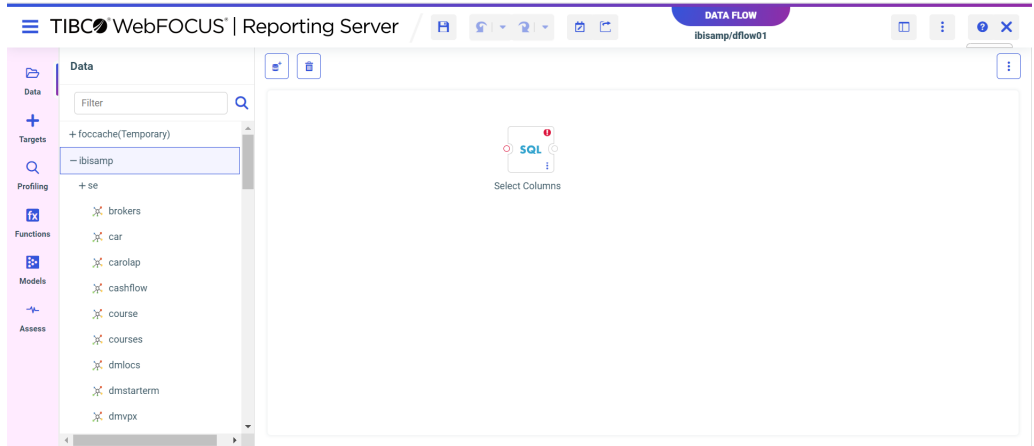 TIBCO® WebFOCUS® | Reporting Server
DATA FLOW
ibisamp/dflow01
Data
Targets
Profiling
fx
Functions
Models
Assess
Data
Filter
+ foccache(Temporary)
− ibisamp
+ se
brokers
car
carolap
cashflow
course
courses
dmlocs
dmstarterm
dmvpx
SQL
Select Columns